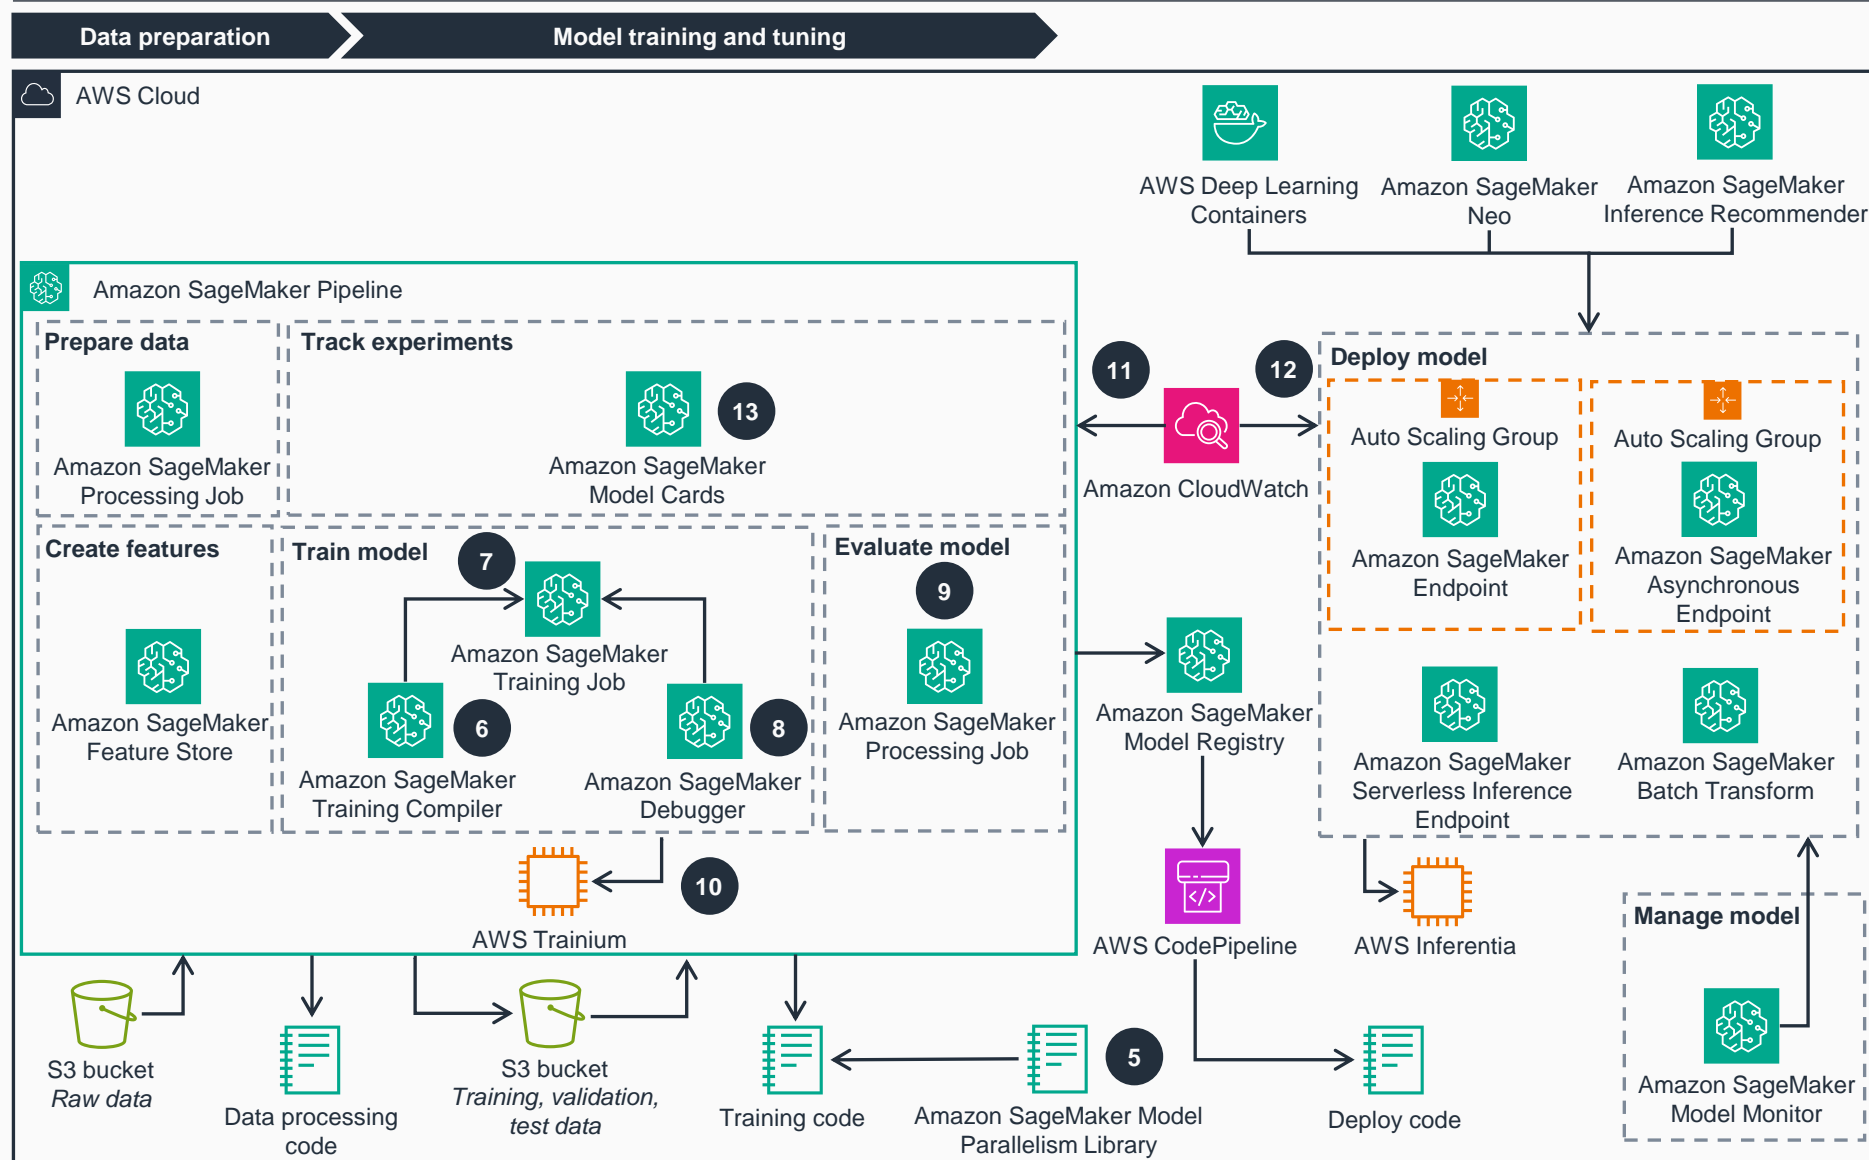 Data preparation
Model training and tuning
AWS Cloud
AWS Deep Learning
Containers
Amazon SageMaker
Neo
Amazon SageMaker
Inference Recommender
Amazon SageMaker Pipeline
Prepare data
Amazon SageMaker
Processing Job
Track experiments
13
Amazon SageMaker
Model Cards
11
12
Amazon CloudWatch
Deploy model
Auto Scaling Group
Amazon SageMaker
Endpoint
Auto Scaling Group
Amazon SageMaker
Asynchronous
Endpoint
Create features
Amazon SageMaker
Feature Store
Train model
7
Amazon SageMaker
Training Job
6
Amazon SageMaker
Training Compiler
8
Amazon SageMaker
Debugger
Evaluate model
9
Amazon SageMaker
Processing Job
Amazon SageMaker
Model Registry
Amazon SageMaker
Serverless Inference
Endpoint
Amazon SageMaker
Batch Transform
10
AWS Trainium
AWS CodePipeline
AWS Inferentia
Manage model
Amazon SageMaker
Model Monitor
S3 bucket
Raw data
Data processing
code
S3 bucket
Training, validation,
test data
Training code
5
Amazon SageMaker Model
Parallelism Library
Deploy code